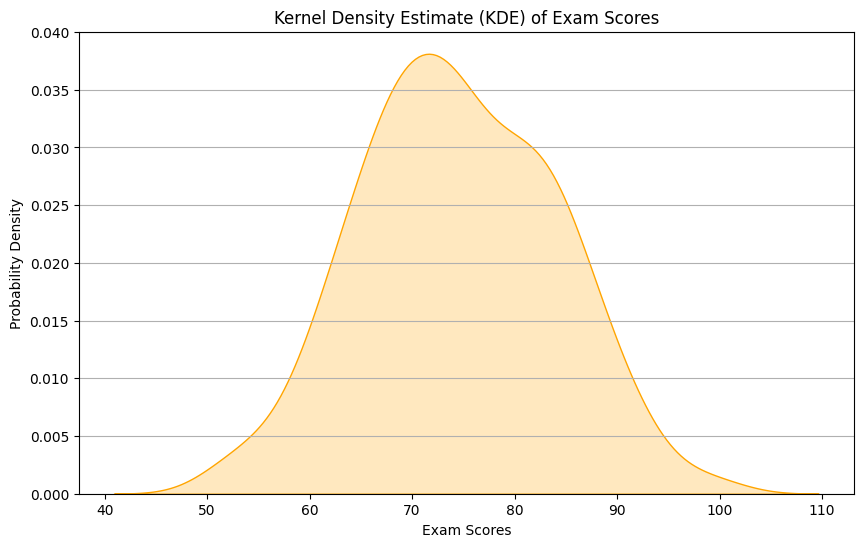 Kernel Density Estimate (KDE) of Exam Scores
0.040
0.035
0.030
0.025
0.020
0.015
0.010
0.005
0.000
Probability Density
40 50 60 70 80 90 100 110
Exam Scores